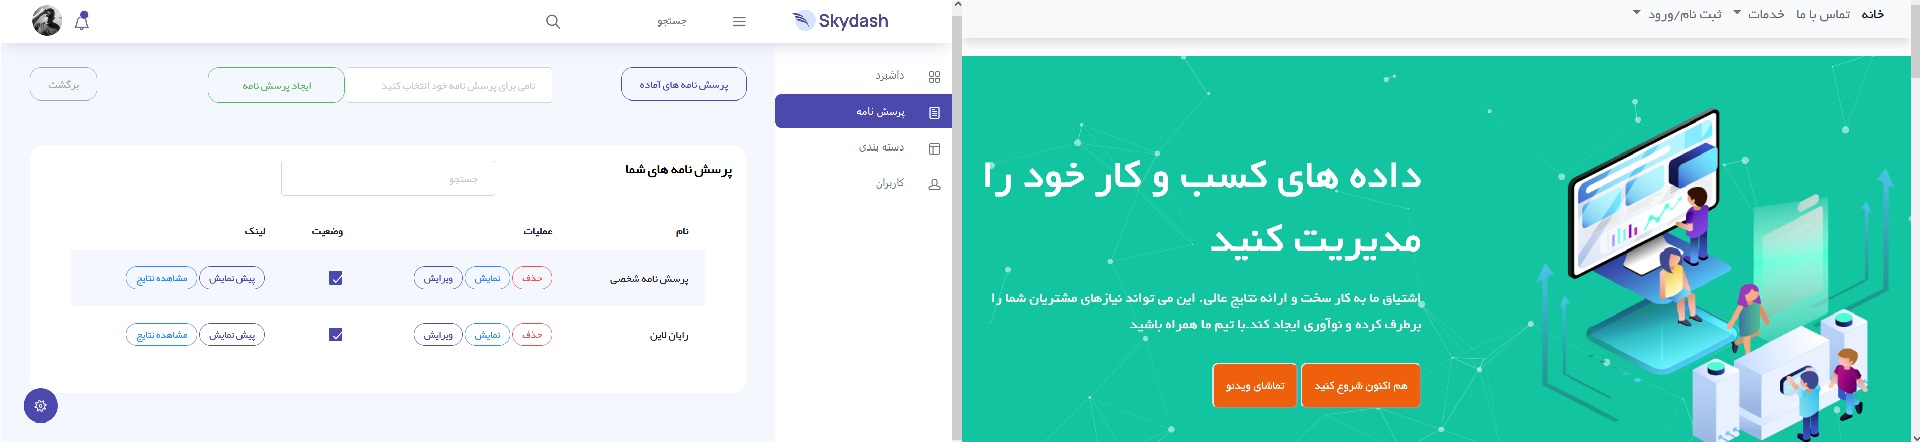 خانه
تماس با ما
خدمات
ثبت نام/ورود
داده های کسب و کار خود را
مدیریت کنید
اشتیاق ما به کار سخت و ارائه نتایج عالی. این می تواند نیازهای مشتریان شما را
برطرف کرده و نوآوری ایجاد کند.با تیم ما همراه باشید
هم اکنون شروع کنید
تماشای ویدئو
Skydash
جستجو
داشبرد
پرسش نامه
دسته بندی
کاربران
پرسش نامه های آماده
نامی برای پرسش نامه خود انتخاب کنید
ایجاد پرسش نامه
برگشت
پرسش نامه های شما
جستجو
نام عملیات وضعیت لینک
پرسش نامه شخصی حذف نمایش ویرایش پیش نمایش مشاهده نتایج
رایان لاین حذف نمایش ویرایش پیش نمایش مشاهده نتایج